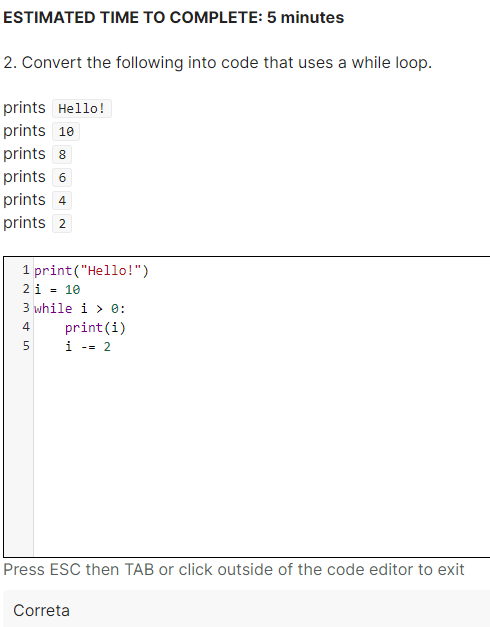 ESTIMATED TIME TO COMPLETE: 5 minutes
2. Convert the following into code that uses a while loop.
prints Hello!
prints 10
prints 8
prints 6
prints 4
prints 2
1 print("Hello!")
2 i = 10
3 while i > 0:
4     print(i)
5     i -= 2
Press ESC then TAB or click outside of the code editor to exit
Correta